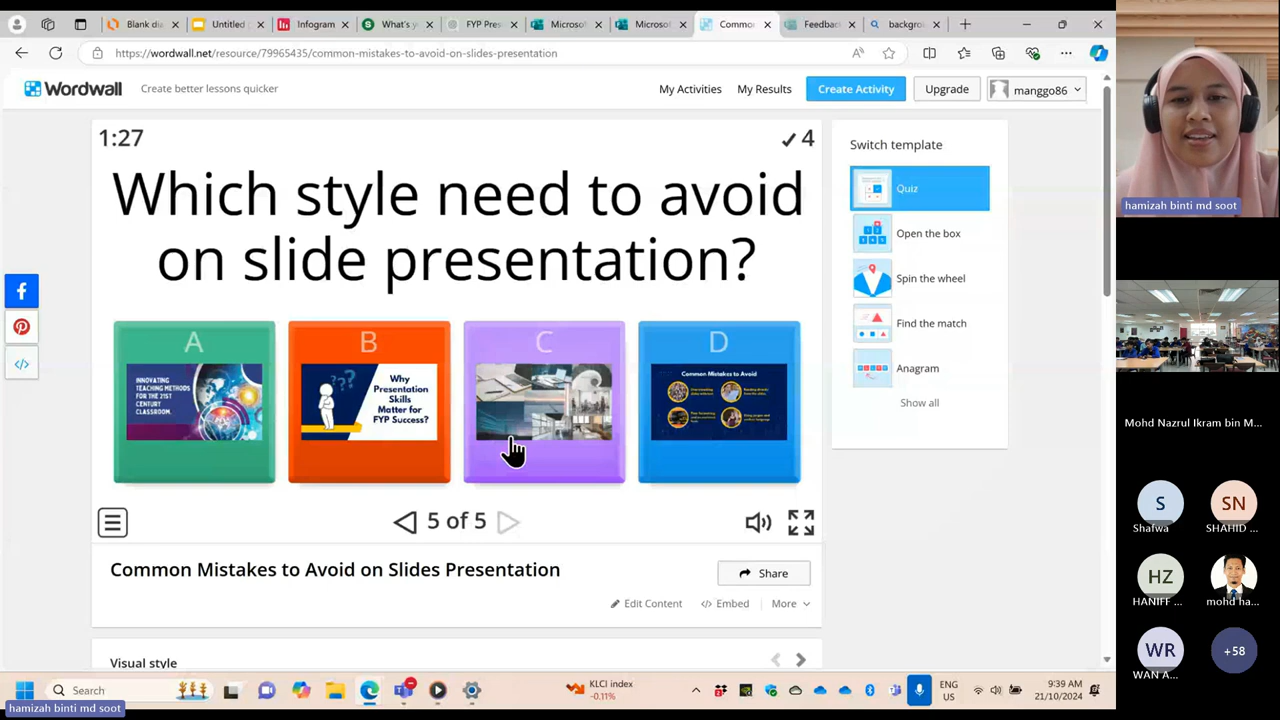 Blank di
Untitled
Infogram
What's y
FYP Pres
Microsof
Microsof
Commo
Feedback
backgro
https://wordwall.net/resource/79965435/common-mistakes-to-avoid-on-slides-presentation
Wordwall
Create better lessons quicker
My Activities
My Results
Create Activity
Upgrade
manggo86
1:27
4
Which style need to avoid
on slide presentation?
A
B
C
D
INNOVATING
TEACHING METHODS
FOR THE 21ST
CENTURY
CLASSROOM.
Why
Presentation
Skills
Matter for
FYP Success?
Common Mistakes to Avoid
5 of 5
Common Mistakes to Avoid on Slides Presentation
Share
Edit Content
Embed
More
Visual style
Switch template
Quiz
Open the box
Spin the wheel
Find the match
Anagram
Show all
hamizah binti md soot
Mohd Nazrul Ikram bin M...
S
Shafwa
SN
SHAHID ...
HZ
HANIFF ...
mohd ha...
WR
WAN A...
+58
Search
KLCI index
-0.11%
ENG
US
9:39 AM
21/10/2024
hamizah binti md soot